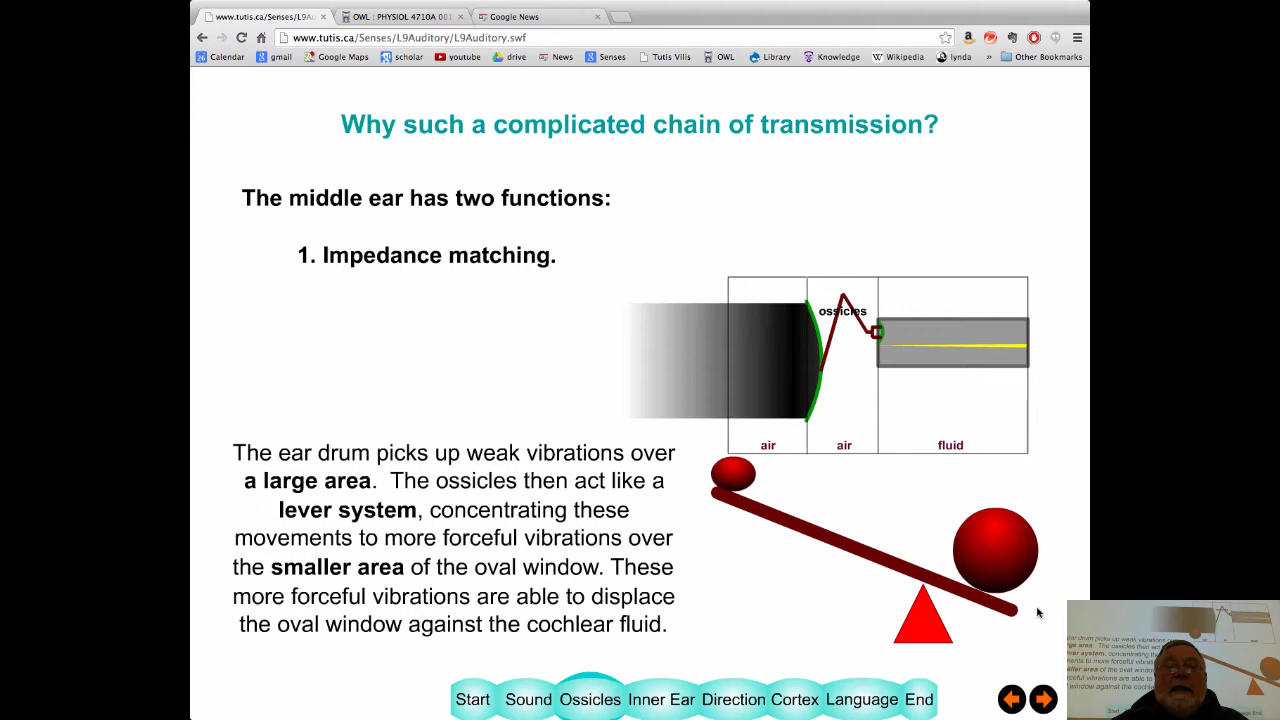 www.tutis.ca/Senses/L9Au
OWL : PHYSIOL 4710A 001
Google News
www.tutis.ca/Senses/L9Auditory/L9Auditory.swf
26 Calendar
gmail
Google Maps
scholar
youtube
drive
News
Senses
Tutis Vilis
OWL
Library
Knowledge
Wikipedia
lynda
»
Other Bookmarks
Why such a complicated chain of transmission?
The middle ear has two functions:
1. Impedance matching.
ossicles
air
air
fluid
The ear drum picks up weak vibrations over
a large area. The ossicles then act like a
lever system, concentrating these
movements to more forceful vibrations over
the smaller area of the oval window. These
more forceful vibrations are able to displace
the oval window against the cochlear fluid.
Start
Sound
Ossicles
Inner Ear
Direction
Cortex
Language
End